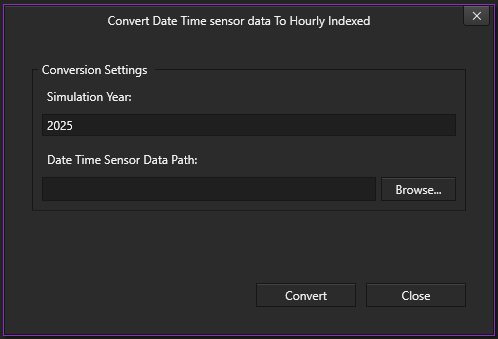 Convert Date Time sensor data To Hourly Indexed
Conversion Settings
Simulation Year:
2025
Date Time Sensor Data Path:
Browse...
Convert
Close